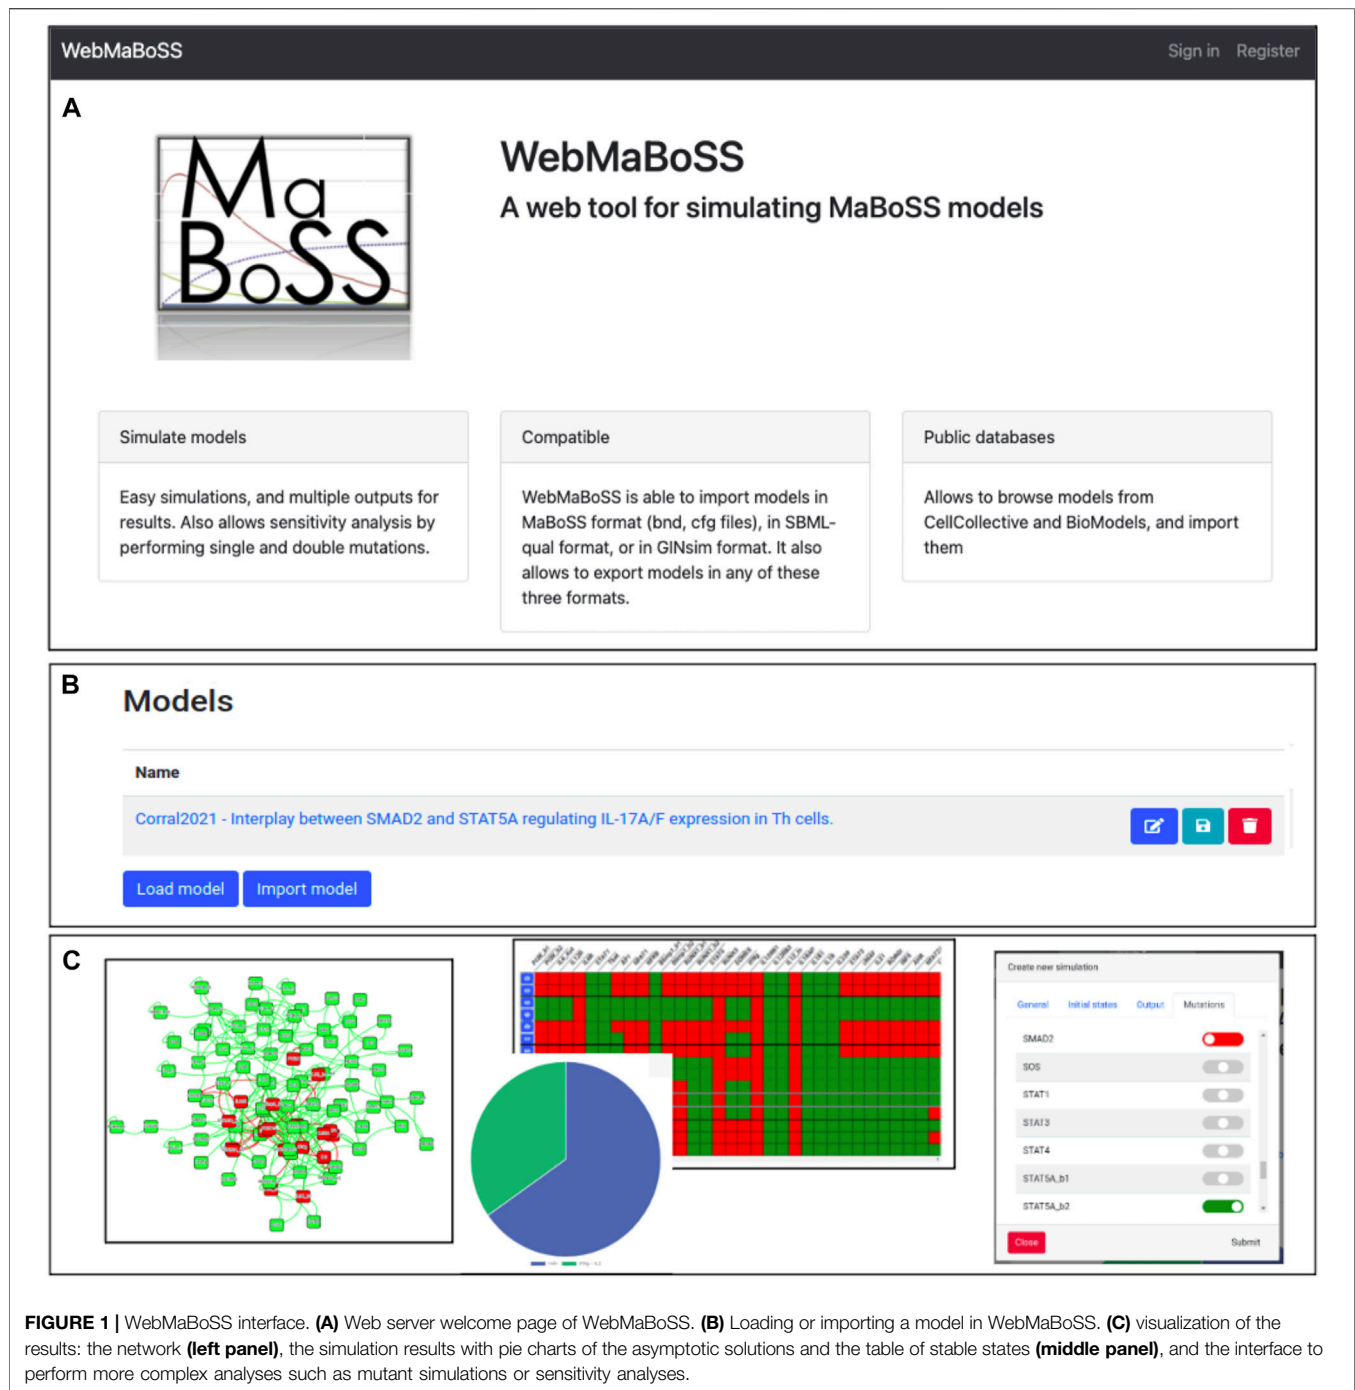 WebMaBoSS
Sign in Register
A
Ma
BoSS
WebMaBoSS
A web tool for simulating MaBoSS models
Simulate models
Easy simulations, and multiple outputs for
results. Also allows sensitivity analysis by
performing single and double mutations.
Compatible
WebMaBoSS is able to import models in
MaBoSS format (bnd, cfg files), in SBML-
qual format, or in GINsim format. It also
allows to export models in any of these
three formats.
Public databases
Allows to browse models from
CellCollective and BioModels, and import
them
B
Models
Name
Corral2021 - Interplay between SMAD2 and STAT5A regulating IL-17A/F expression in Th cells.
Load model Import model
C
Create new simulation
General Initial states Output Mutations
SMAD2
SOS
STAT1
STAT3
STAT4
STAT5A_b1
STAT5A_b2
Close Submit
FIGURE 1 | WebMaBoSS interface. (A) Web server welcome page of WebMaBoSS. (B) Loading or importing a model in WebMaBoSS. (C) visualization of the
results: the network (left panel), the simulation results with pie charts of the asymptotic solutions and the table of stable states (middle panel), and the interface to
perform more complex analyses such as mutant simulations or sensitivity analyses.